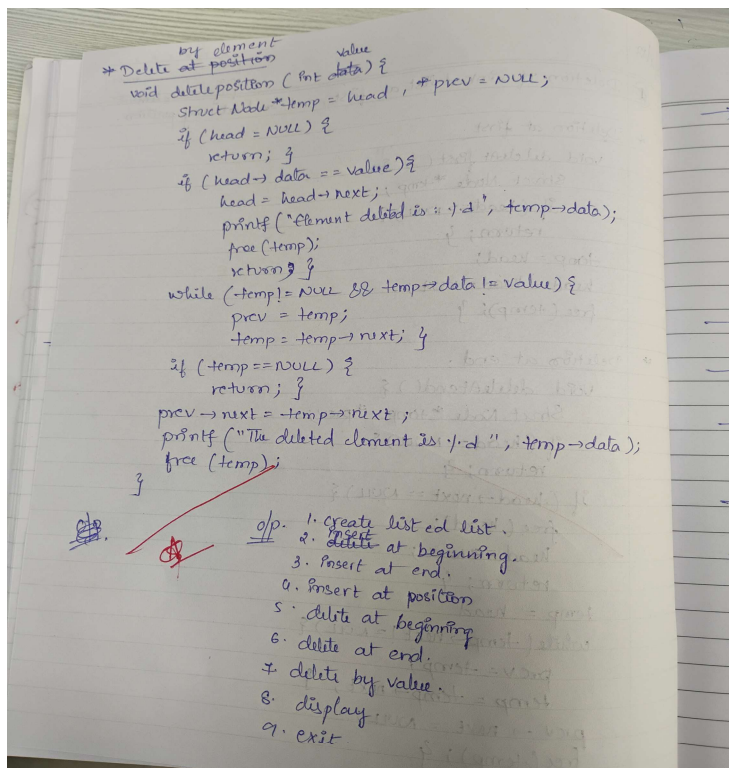 by element
* Delete at position value
void deleteposition (int data) {
struct Node *temp = head, *prev = NULL;
if (head = NULL) {
return; }
if (head→data == value) {
head = head→next;
printf ("Element deleted is : %d", temp→data);
free(temp);
return; }
while (temp != NULL && temp→data != value) {
prev = temp;
temp = temp→next; }
if (temp == NULL) {
return; }
prev→next = temp→next;
printf ("The deleted element is %d", temp→data);
free (temp);
}
o/p. 1. create listed list.
insert
2. delete at beginning.
3. insert at end.
4. insert at position
5. delete at beginning
6. delete at end.
7. delete by value.
8. display
9. exit